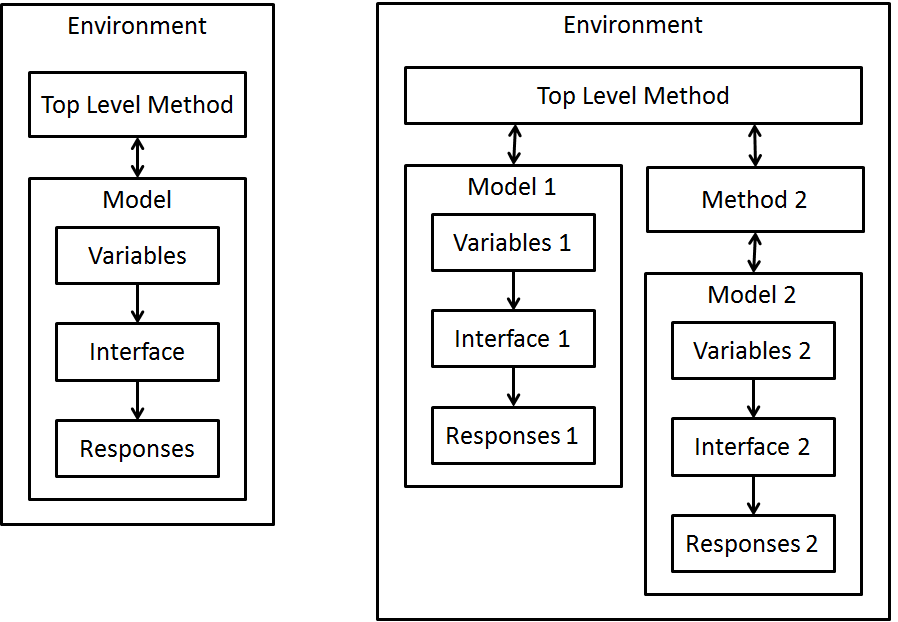 Environment
Top Level Method
Model
Variables
Interface
Responses
Environment
Top Level Method
Model 1
Variables 1
Interface 1
Responses 1
Method 2
Model 2
Variables 2
Interface 2
Responses 2